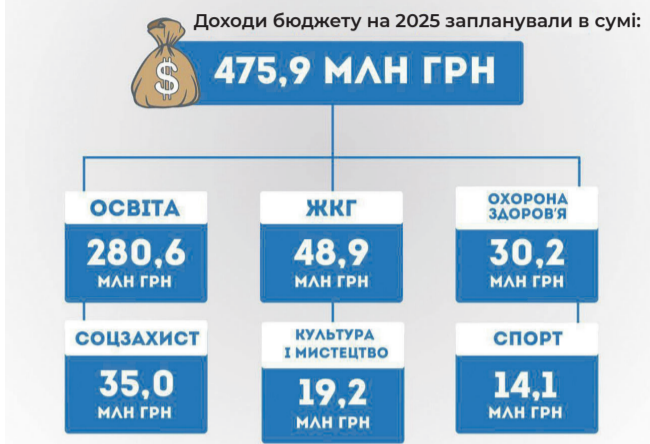 Доходи бюджету на 2025 запланували в сумі:
$
475,9 МЛН ГРН
ОСВІТА
280,6
МЛН ГРН
ЖКГ
48,9
МЛН ГРН
ОХОРОНА
ЗДОРОВ'Я
30,2
МЛН ГРН
СОЦЗАХИСТ
35,0
МЛН ГРН
КУЛЬТУРА
І МИСТЕЦТВО
19,2
МЛН ГРН
СПОРТ
14,1
МЛН ГРН